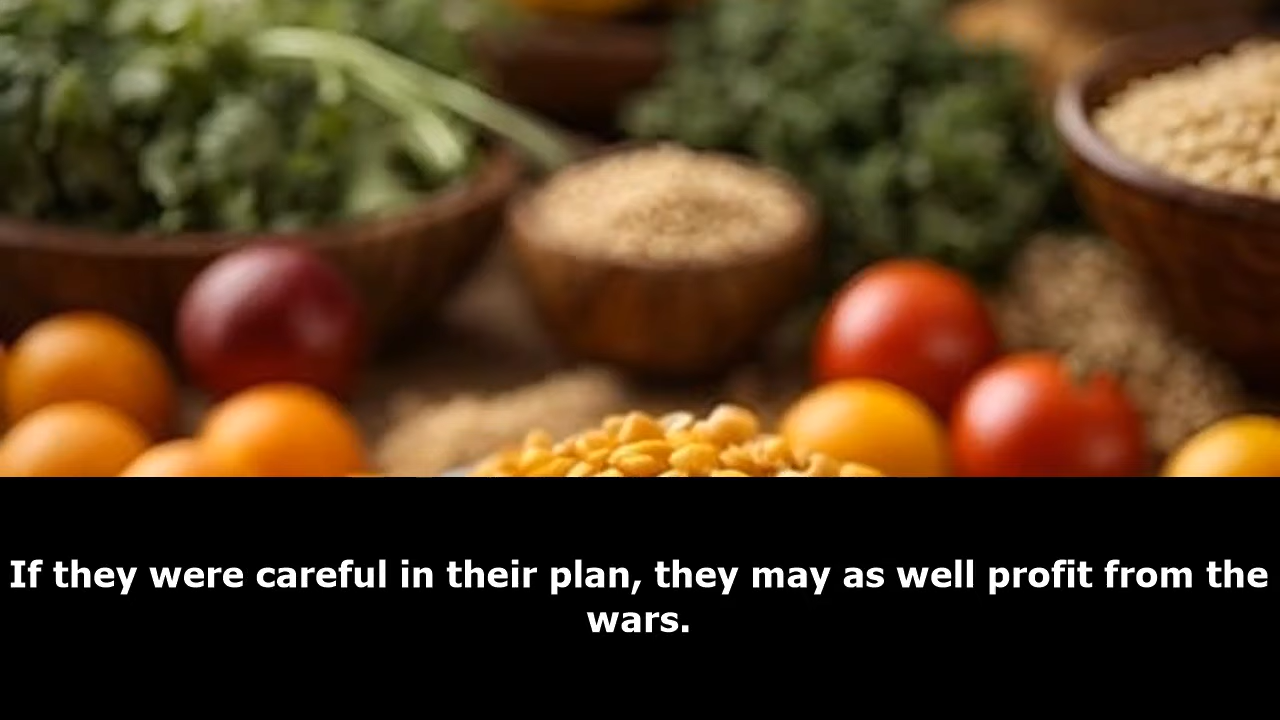 If they were careful in their plan, they may as well profit from the
wars.